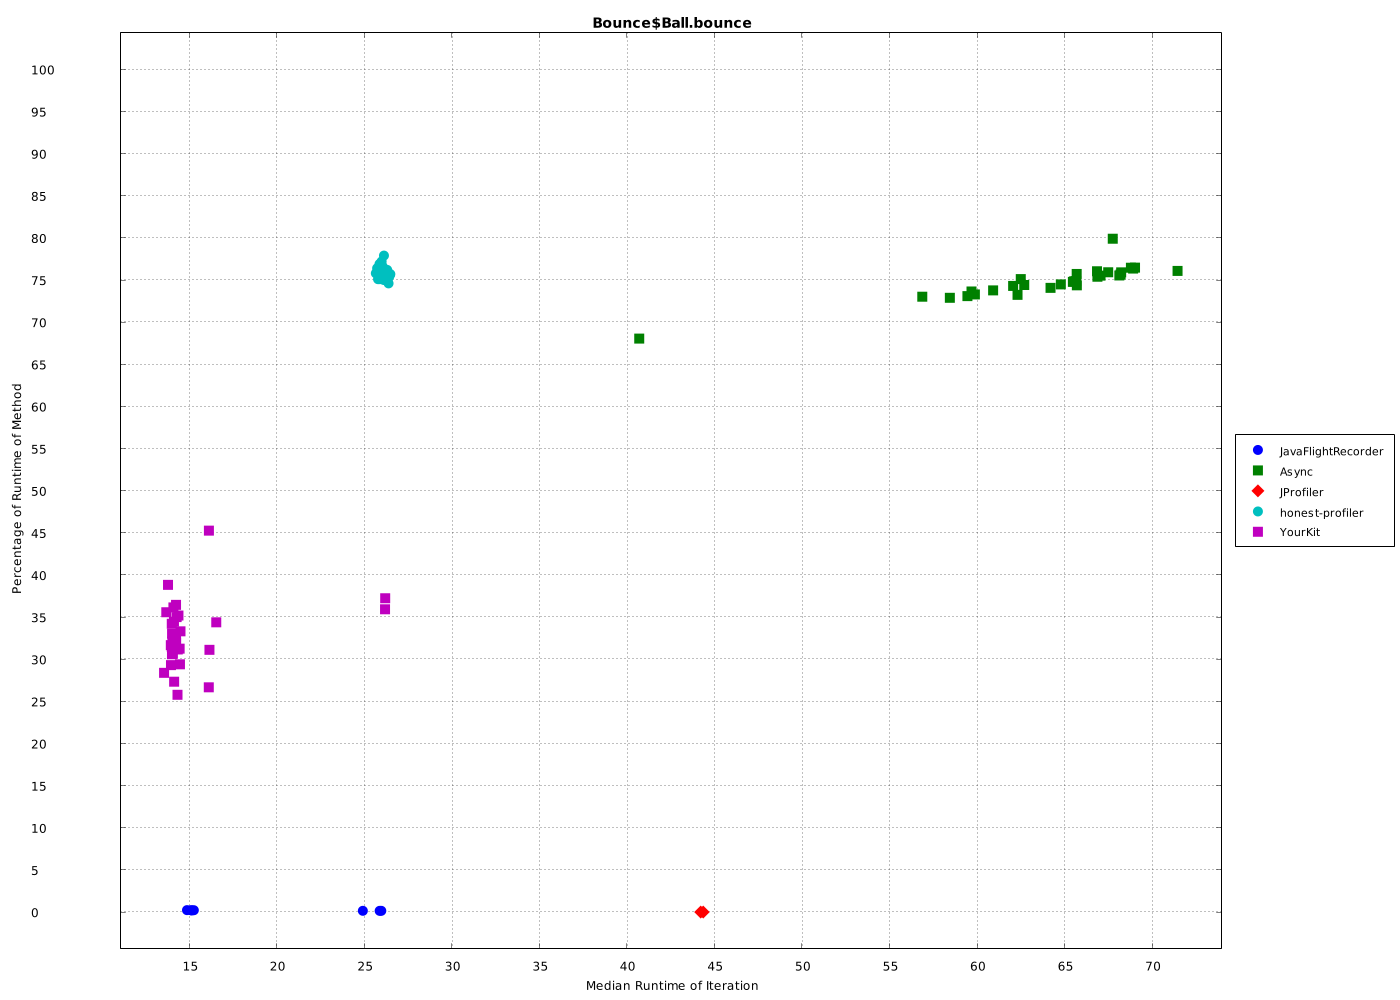 Bounce$Ball.bounce
100
95
90
85
80
75
70
65
60
55
50
45
40
35
30
25
20
15
10
5
0
Percentage of Runtime of Method
15 20 25 30 35 40 45 50 55 60 65 70
Median Runtime of Iteration
JavaFlightRecorder
Async
JProfiler
honest-profiler
YourKit